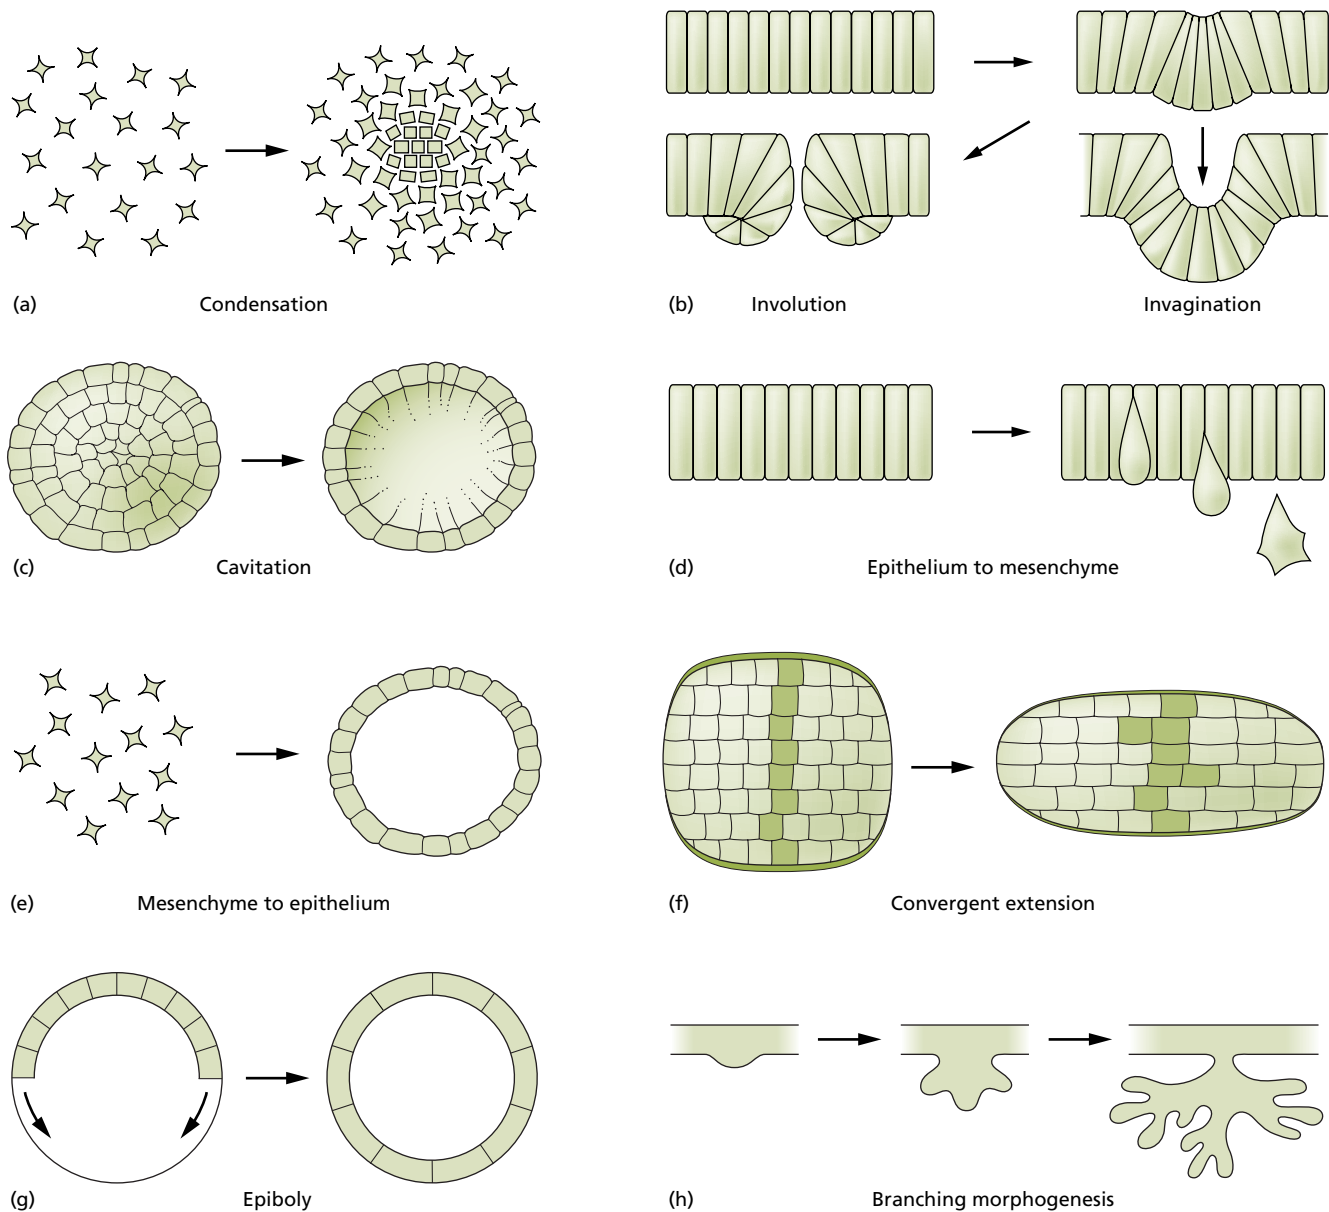 (a) Condensation
(b) Involution Invagination
(c) Cavitation
(d) Epithelium to mesenchyme
(e) Mesenchyme to epithelium
(f) Convergent extension
(g) Epiboly
(h) Branching morphogenesis